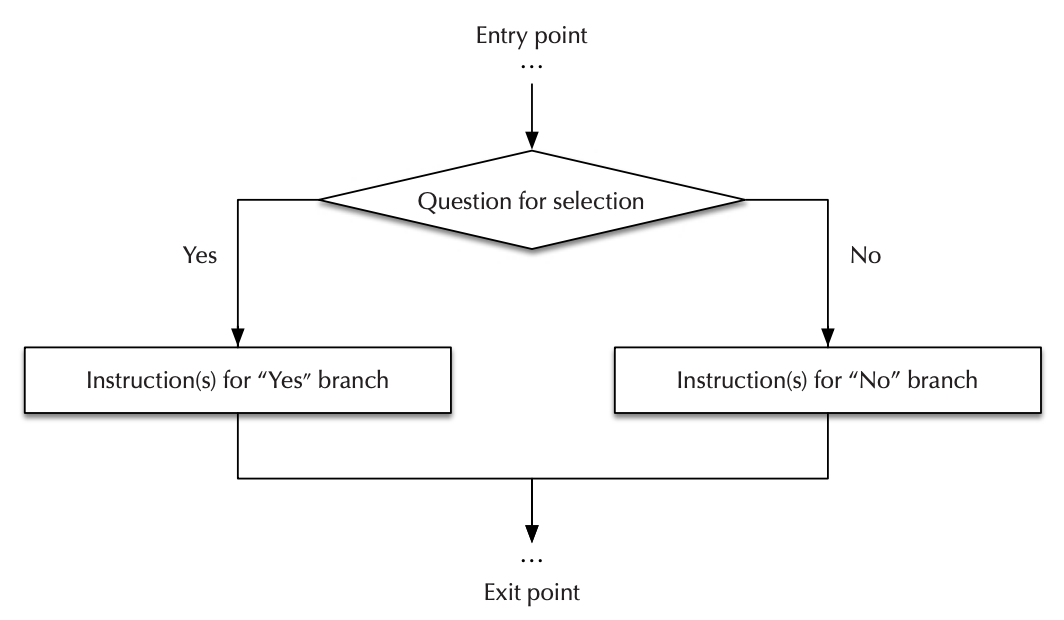 Entry point
…
Question for selection
Yes
No
Instruction(s) for “Yes” branch
Instruction(s) for “No” branch
…
Exit point